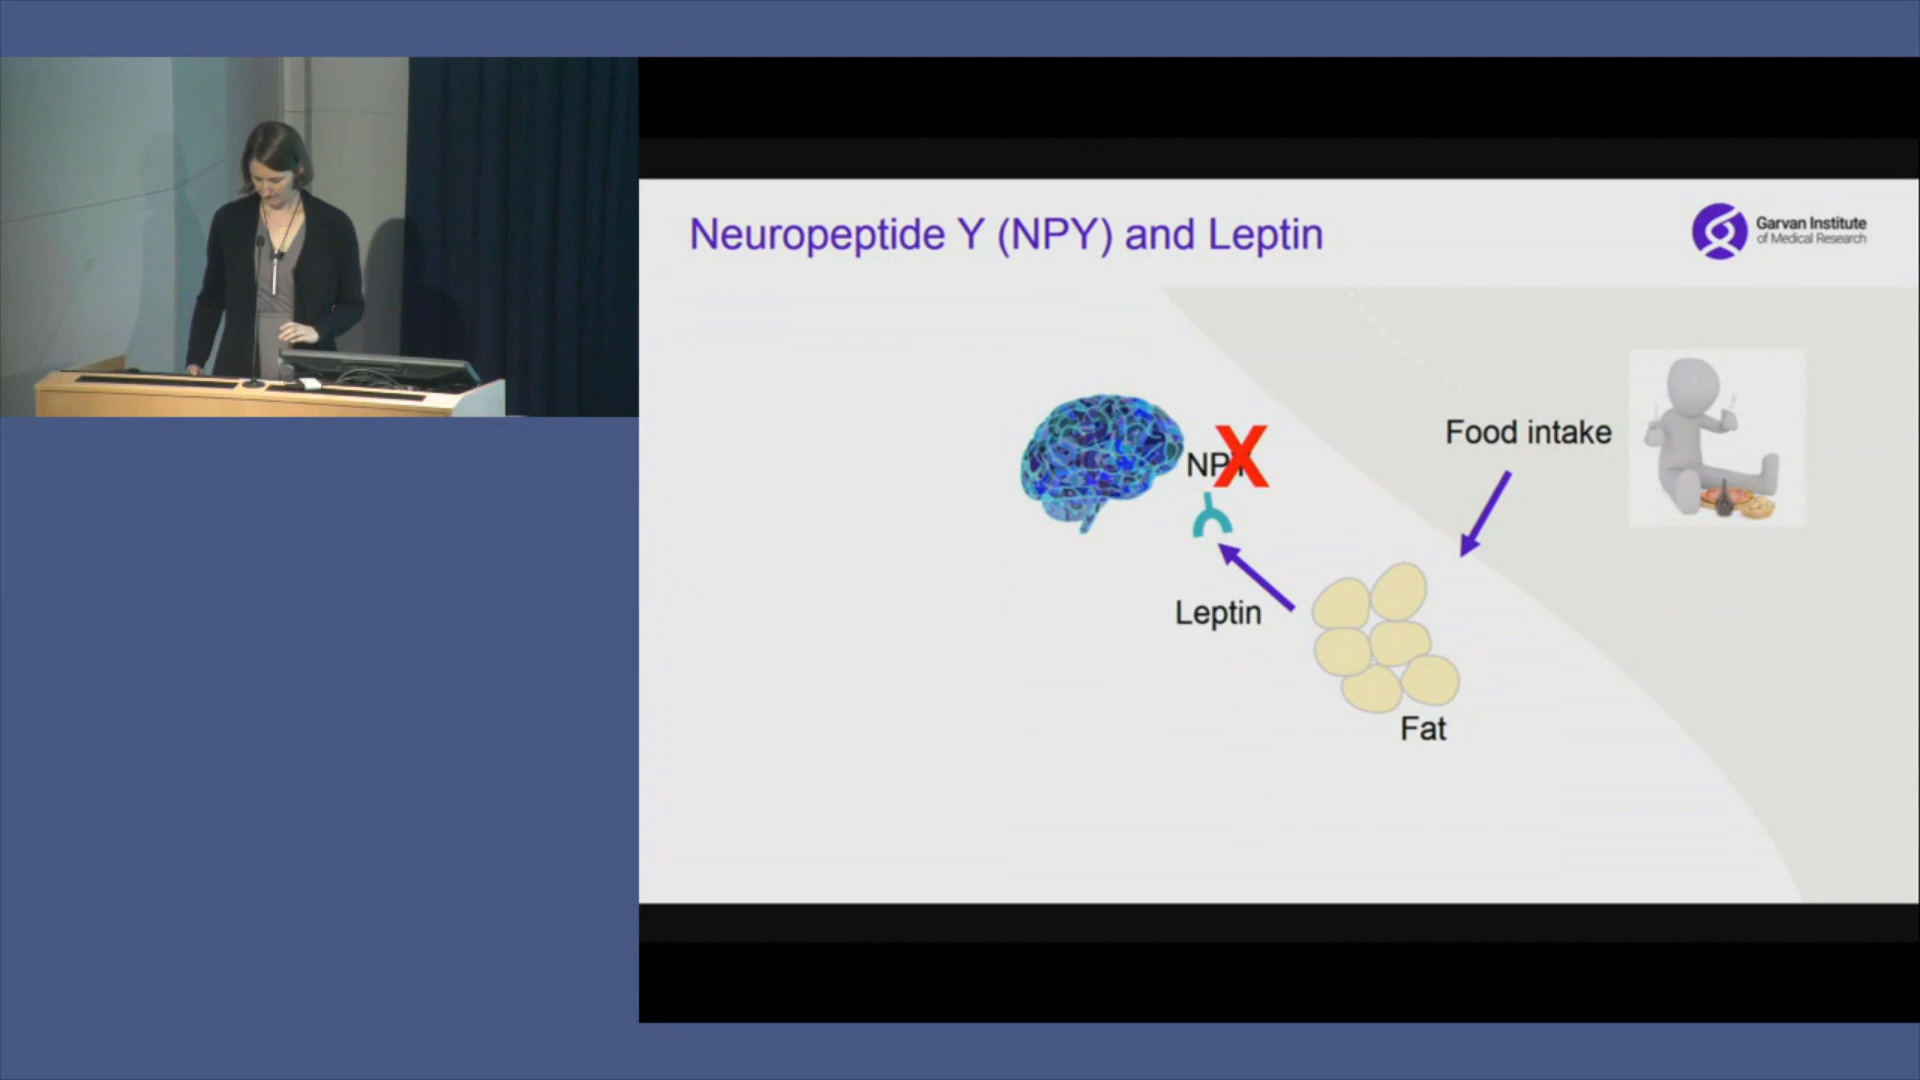 Neuropeptide Y (NPY) and Leptin
Garvan Institute
of Medical Research
Food intake
NPY
X
Leptin
Fat